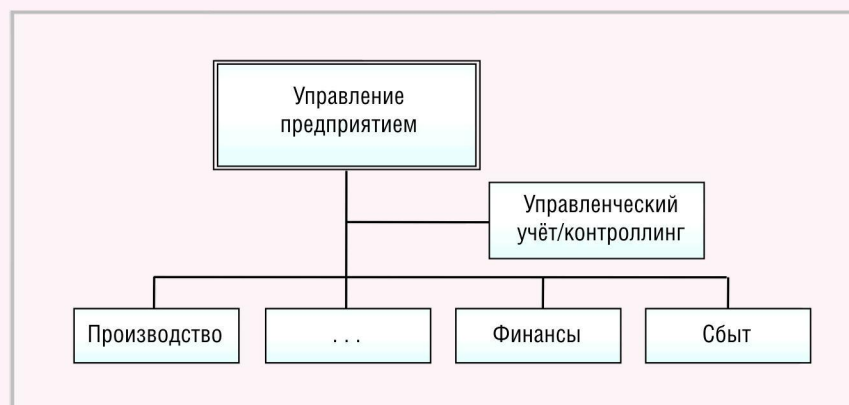 Управление
предприятием
Управленческий
учёт/контроллинг
Производство
. . .
Финансы
Сбыт